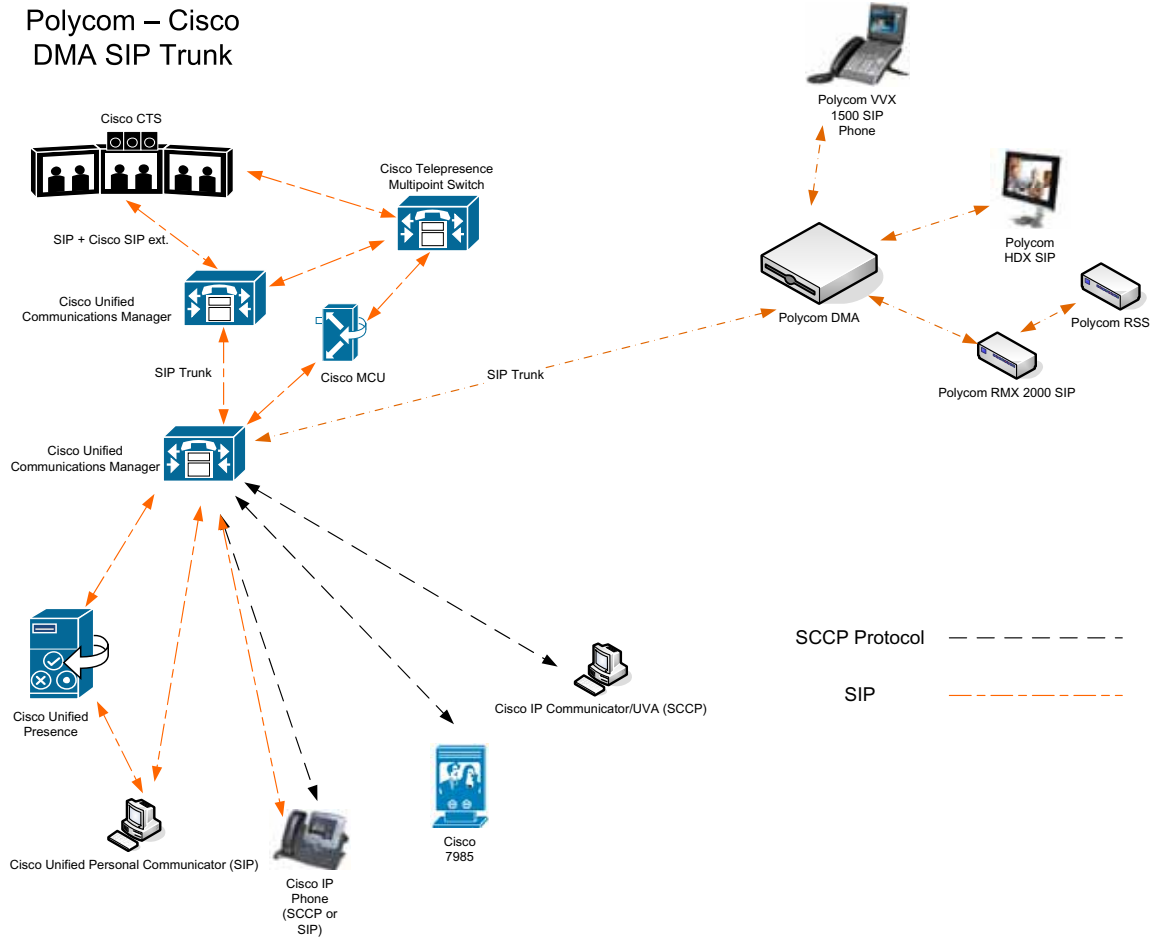 Polycom – Cisco
DMA SIP Trunk
Polycom VVX
1500 SIP
Phone
Cisco CTS
Cisco Telepresence
Multipoint Switch
SIP + Cisco SIP ext.
Polycom
HDX SIP
Cisco Unified
Communications Manager
Polycom DMA
Polycom RSS
SIP Trunk
Cisco MCU
SIP Trunk
Polycom RMX 2000 SIP
Cisco Unified
Communications Manager
SCCP Protocol
SIP
Cisco IP Communicator/UVA (SCCP)
Cisco Unified
Presence
Cisco
7985
Cisco Unified Personal Communicator (SIP)
Cisco IP
Phone
(SCCP or
SIP)